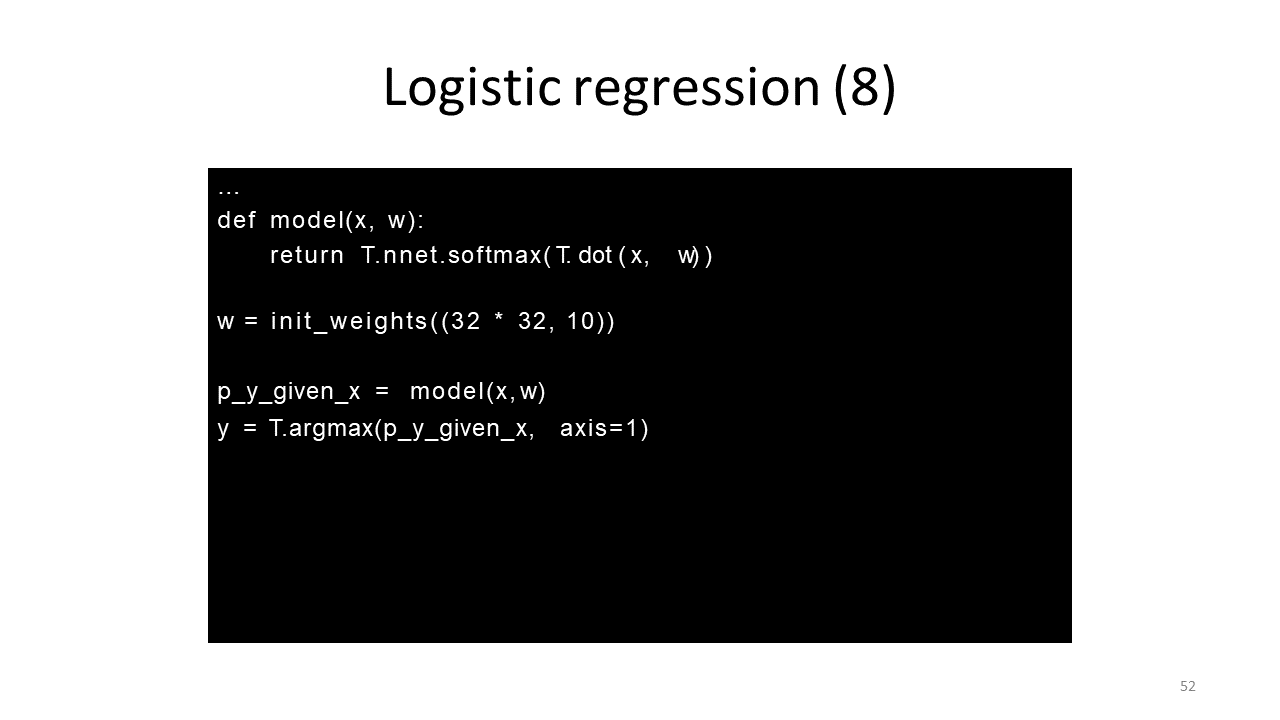 Logistic regression (8)
...
def model(x, w):
    return T.nnet.softmax(T.dot(x, w))
w = init_weights((32 * 32, 10))
p_y_given_x = model(x,w)
y = T.argmax(p_y_given_x, axis=1)
52